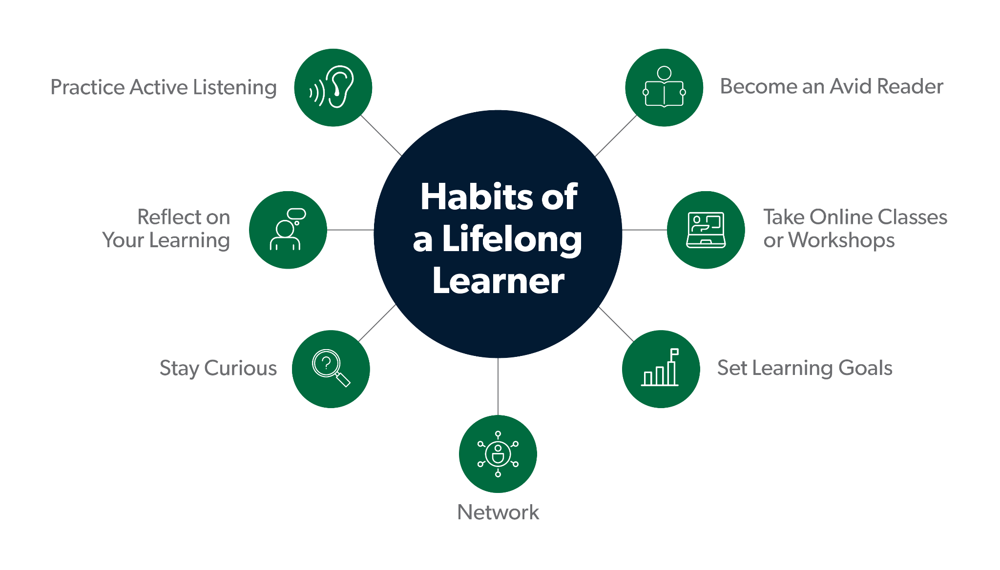 Practice Active Listening
Become an Avid Reader
Habits of
a Lifelong
Learner
Reflect on
Your Learning
Take Online Classes
or Workshops
Stay Curious
?
Set Learning Goals
Network